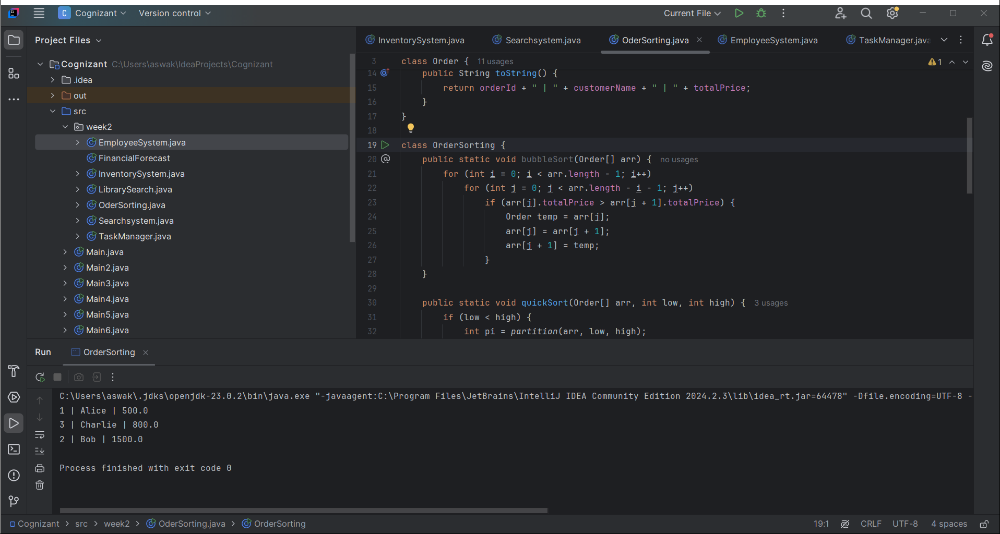 C Cognizant Version control Current File
Project Files
Cognizant C:\Users\aswak\IdeaProjects\Cognizant
.idea
out
src
week2
EmployeeSystem.java
FinancialForecast
InventorySystem.java
LibrarySearch.java
OderSorting.java
Searchsystem.java
TaskManager.java
Main.java
Main2.java
Main3.java
Main4.java
Main5.java
Main6.java
InventorySystem.java Searchsystem.java OderSorting.java EmployeeSystem.java TaskManager.java
3 class Order { 11 usages 1
14 public String toString() {
15 return orderId + " | " + customerName + " | " + totalPrice;
16 }
17 }
18
19 class OrderSorting {
20 @ public static void bubbleSort(Order[] arr) { no usages
21 for (int i = 0; i < arr.length - 1; i++)
22 for (int j = 0; j < arr.length - i - 1; j++)
23 if (arr[j].totalPrice > arr[j + 1].totalPrice) {
24 Order temp = arr[j];
25 arr[j] = arr[j + 1];
26 arr[j + 1] = temp;
27 }
28 }
29
30 public static void quickSort(Order[] arr, int low, int high) { 3 usages
31 if (low < high) {
32 int pi = partition(arr, low, high);
Run OrderSorting
C:\Users\aswak\.jdks\openjdk-23.0.2\bin\java.exe "-javaagent:C:\Program Files\JetBrains\IntelliJ IDEA Community Edition 2024.2.3\lib\idea_rt.jar=64478" -Dfile.encoding=UTF-8 -
1 | Alice | 500.0
3 | Charlie | 800.0
2 | Bob | 1500.0
Process finished with exit code 0
Cognizant > src > week2 > OderSorting.java > OrderSorting 19:1 CRLF UTF-8 4 spaces